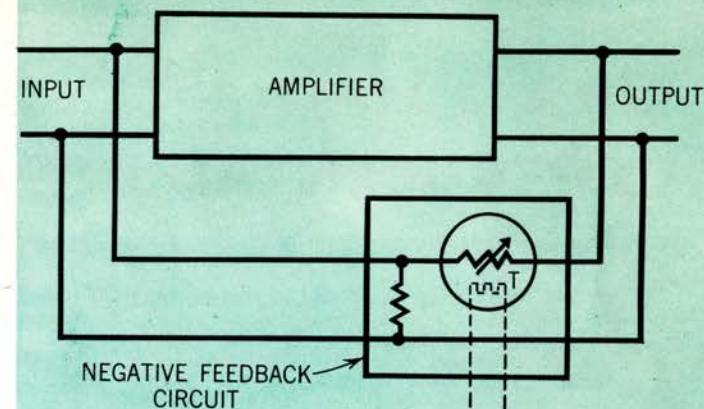 INPUT
AMPLIFIER
OUTPUT
T
NEGATIVE FEEDBACK
CIRCUIT